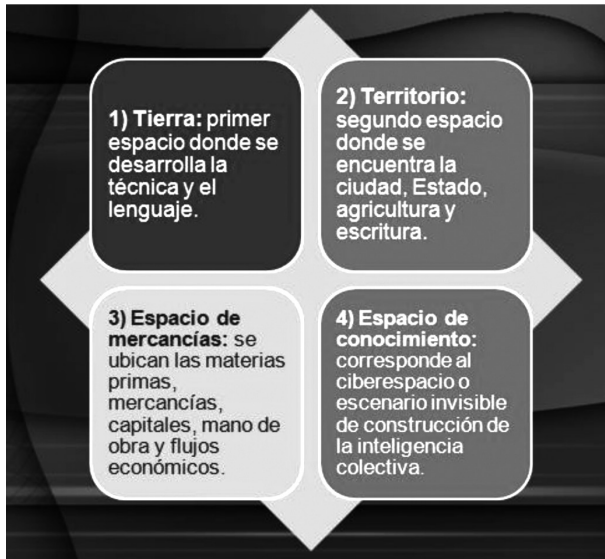 1) Tierra: primer
espacio donde se
desarrolla la
técnica y el
lenguaje.
2) Territorio:
segundo espacio
donde se
encuentra la
ciudad, Estado,
agricultura y
escritura.
3) Espacio de
mercancías: se
ubican las materias
primas,
mercancías,
capitales, mano de
obra y flujos
económicos.
4) Espacio de
conocimiento:
corresponde al
ciberespacio o
escenario invisible
de construcción de
la inteligencia
colectiva.